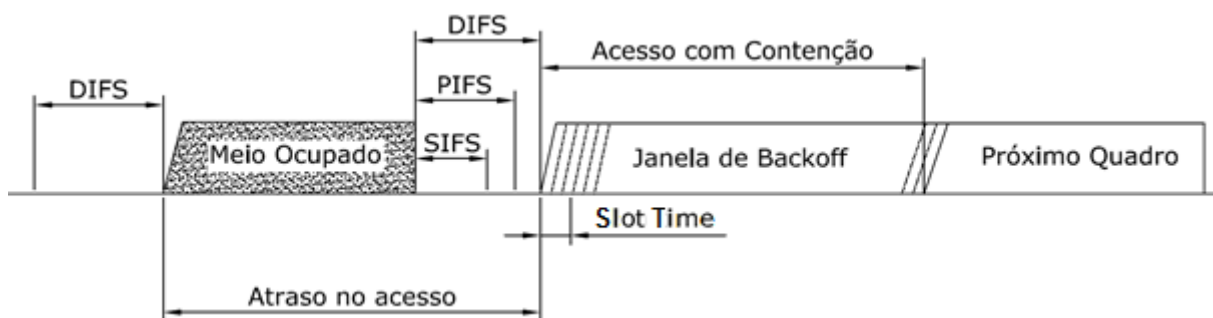 DIFS
Acesso com Contenção
DIFS
PIFS
Meio Ocupado
SIFS
Janela de Backoff
Próximo Quadro
Slot Time
Atraso no acesso